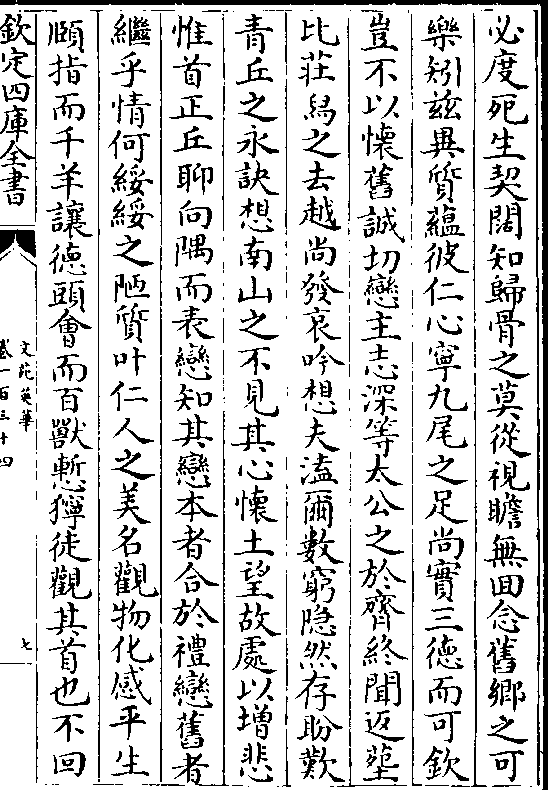 必度死生契闊知歸骨之莫從視瞻無回念舊鄉之可
樂矧兹異質蘊彼仁心寧九尾之足尚實三德而可欽
豈不以懷舊誠切戀主志深等太公之於齊終聞返塟
比莊舄之去越尚發哀吟想夫溘爾數窮隐然存盼歎
青丘之永訣想南山之不見其心懷土望故處以增悲
惟首正丘聊向隅而表戀知其戀本者合於禮戀舊者
繼乎情何綏綏之陋質叶仁人之美名觀物化感平生
頋指而千羊讓德頭會而百獸慙獰徒觀其首也不回
欽定四庫全書
文苑英華
卷一百三十四
七